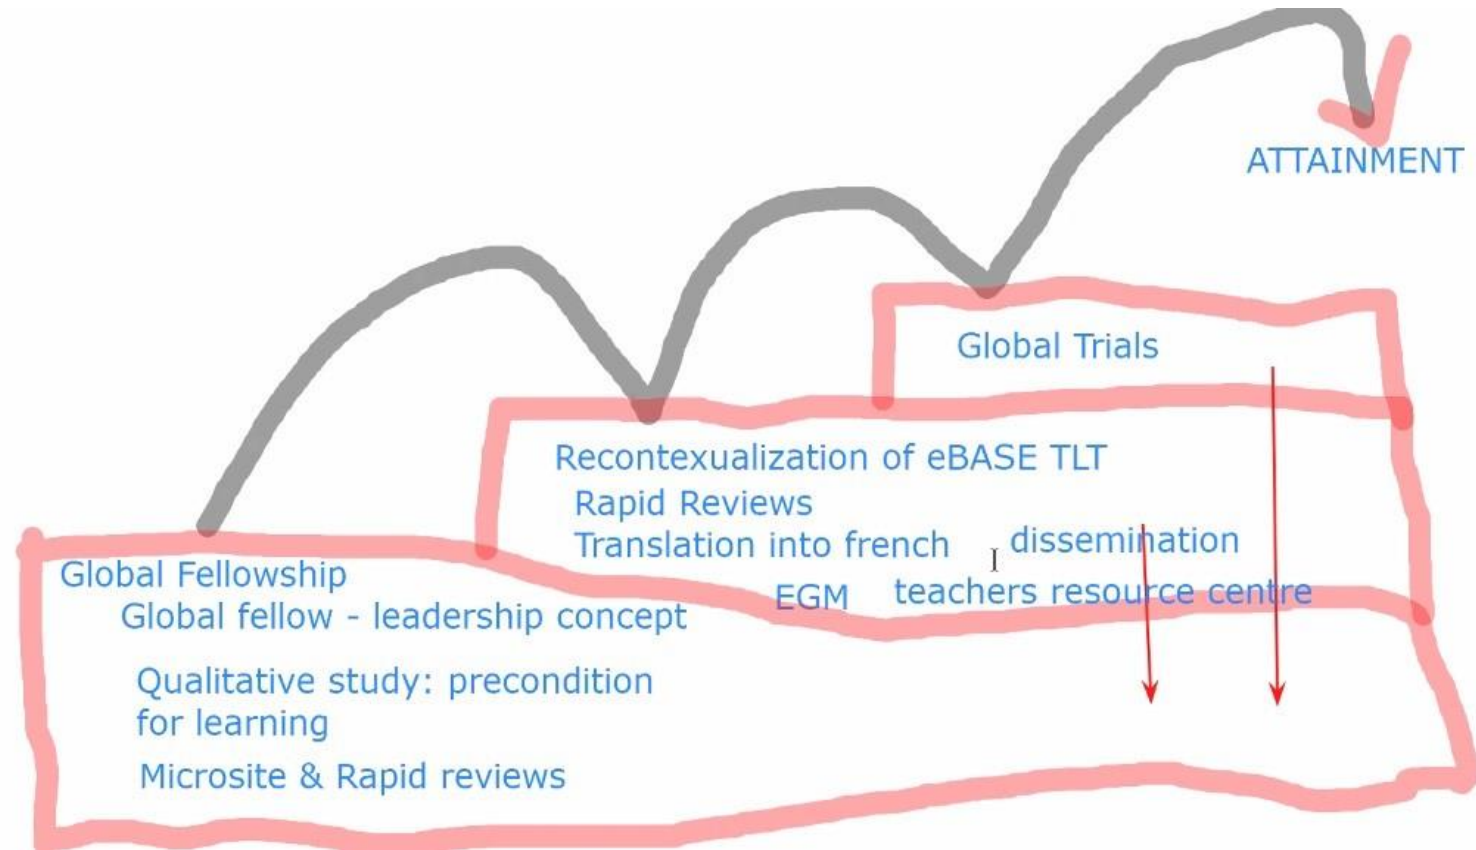 ATTAINMENT
Global Trials
Recontexualization of eBASE TLT
Rapid Reviews
Translation into french
dissemination
EGM
teachers resource centre
Global Fellowship
Global fellow - leadership concept
Qualitative study: precondition
for learning
Microsite & Rapid reviews